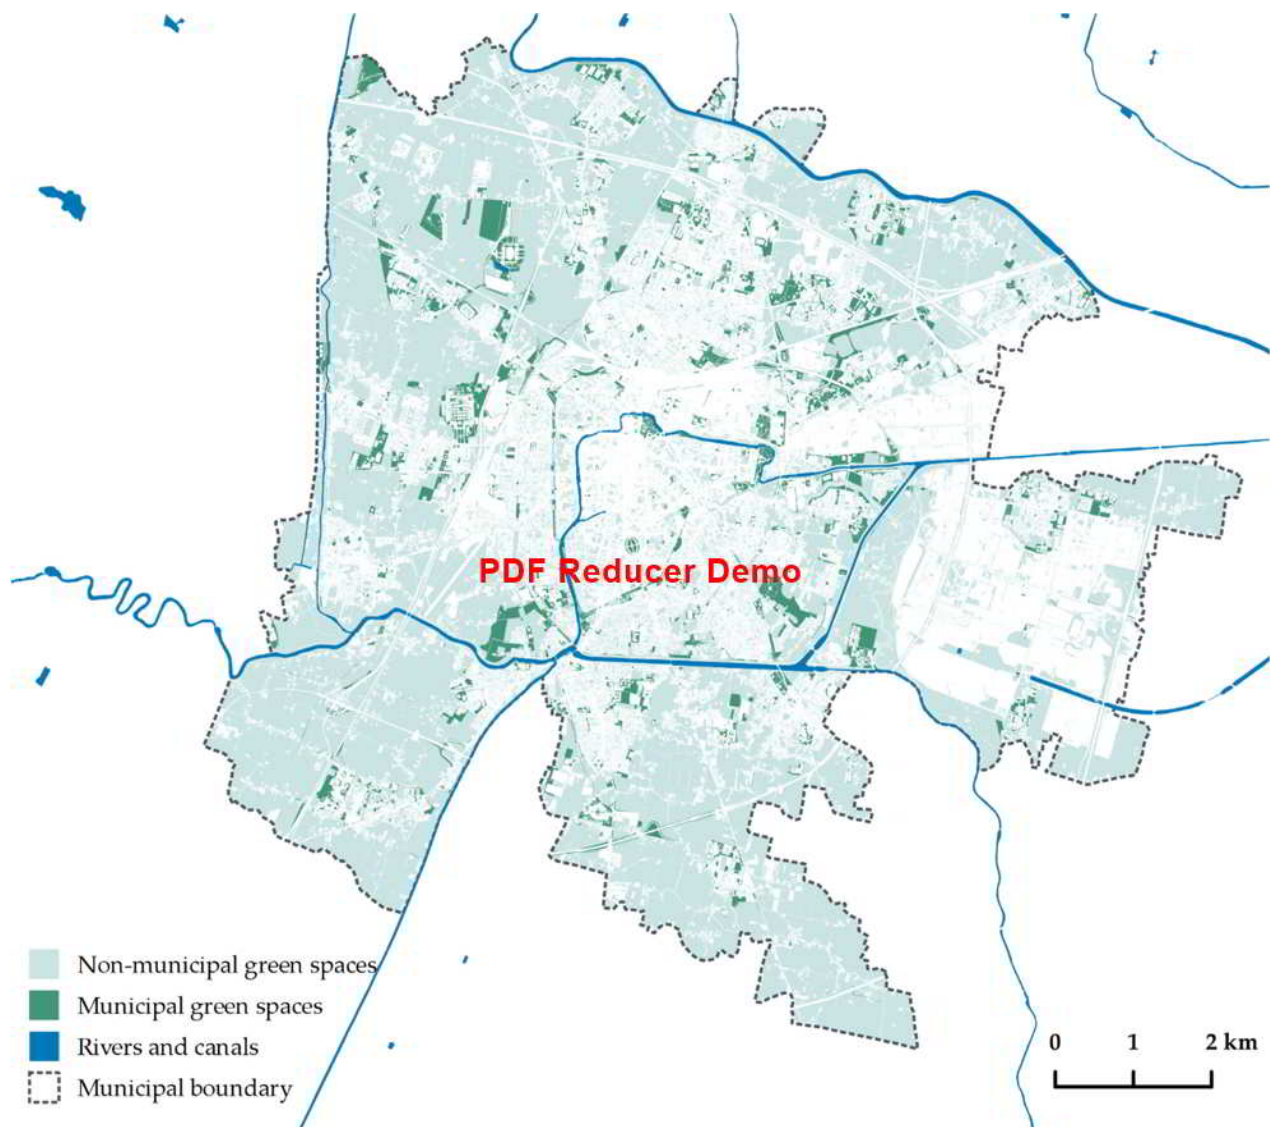 PDF Reducer Demo
Non-municipal green spaces
Municipal green spaces
Rivers and canals
Municipal boundary
0 1 2 km